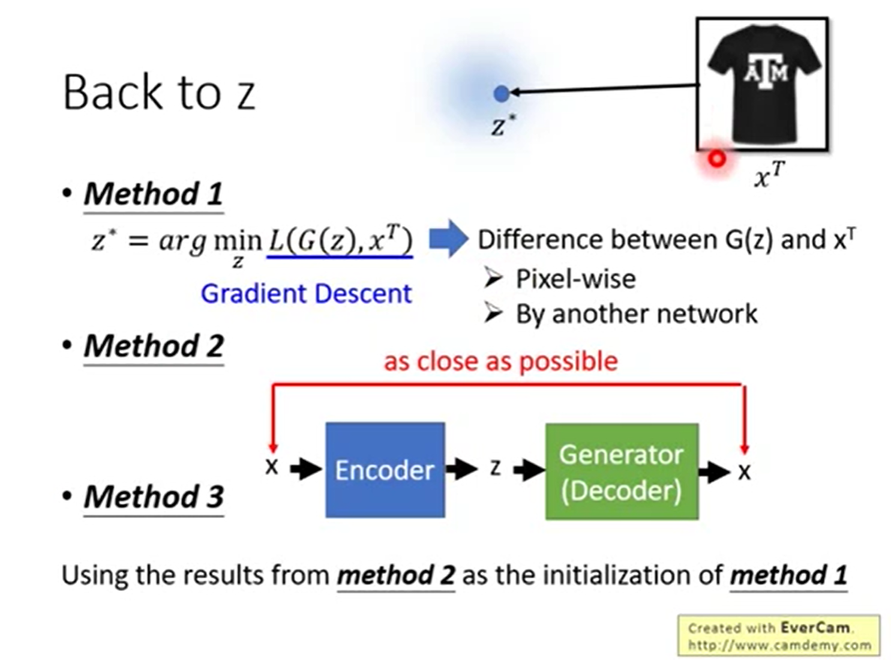 Back to z
z*
ATM
x^T
• Method 1
z* = arg min L(G(z), x^T)
z
Difference between G(z) and x^T
Gradient Descent
➢ Pixel-wise
➢ By another network
• Method 2
as close as possible
x
Encoder
z
Generator
(Decoder)
x
• Method 3
Using the results from method 2 as the initialization of method 1
Created with EverCam.
http://www.camdemy.com